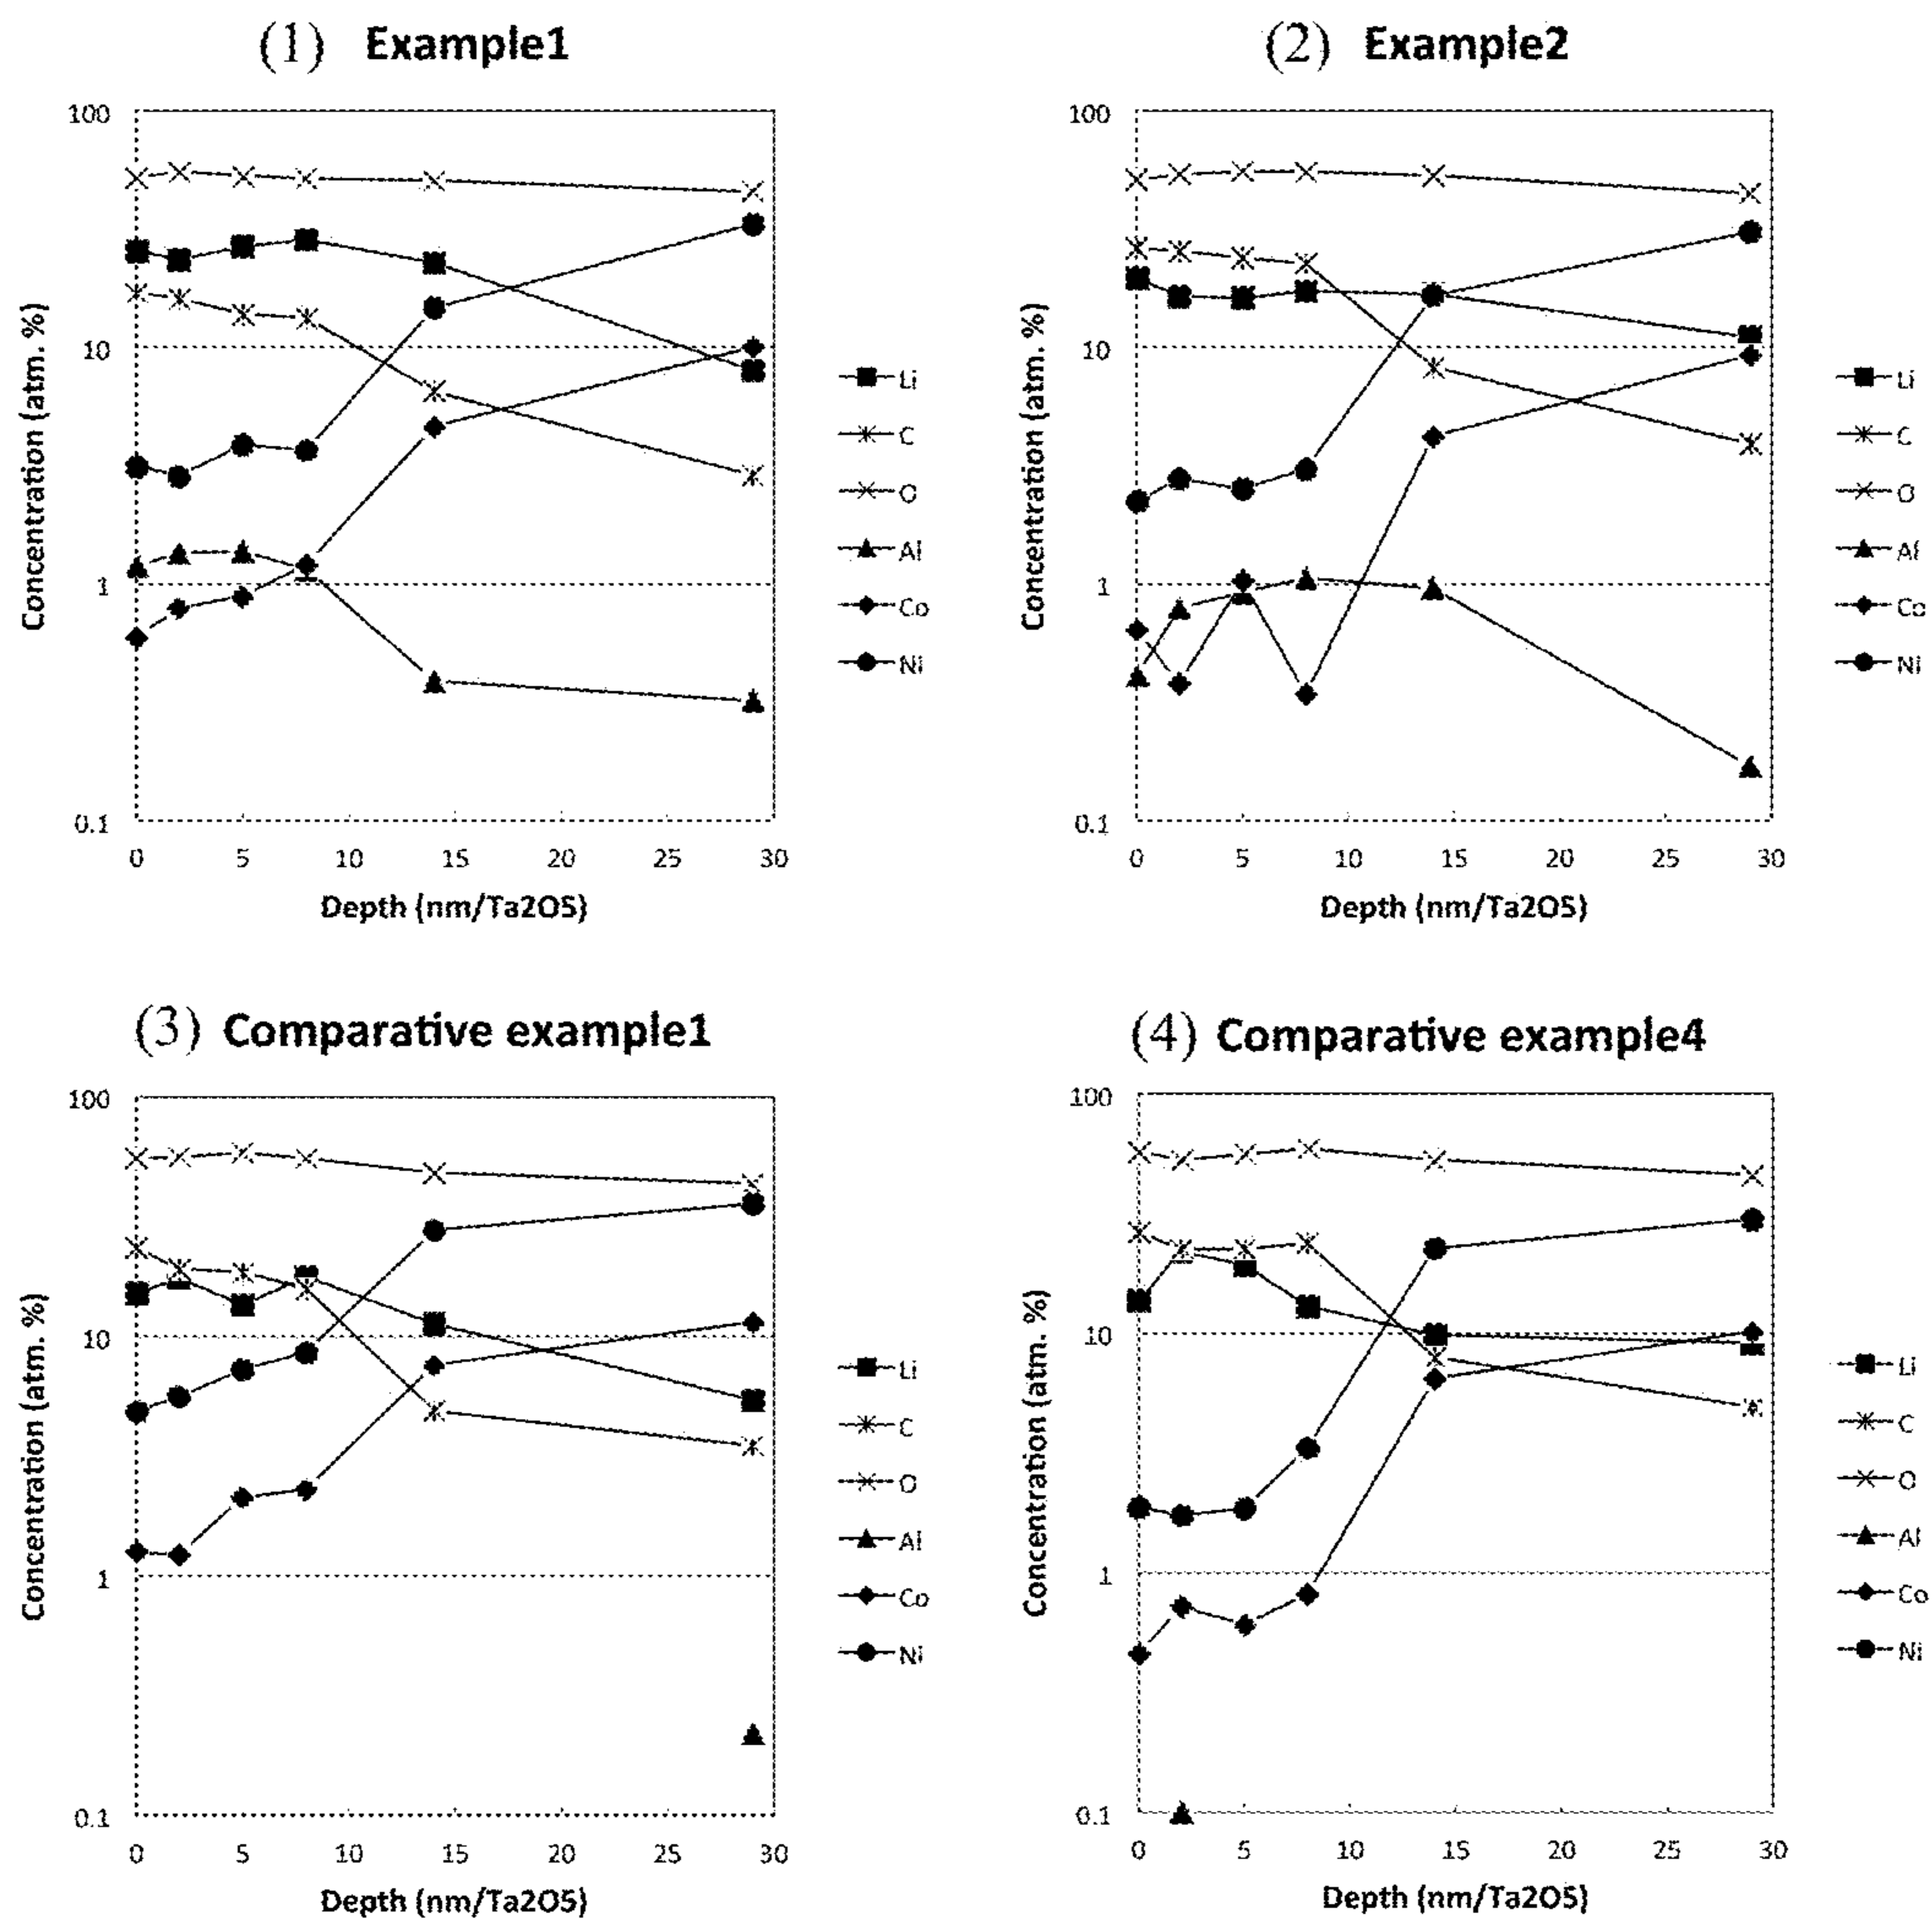 (1) Example1
100
10
1
0.1
0 5 10 15 20 25 30
Concentration (atm. %)
Depth (nm/Ta2O5)
Li
C
O
Al
Co
Ni
(2) Example2
100
10
1
0.1
0 5 10 15 20 25 30
Concentration (atm. %)
Depth (nm/Ta2O5)
Li
C
O
Al
Co
Ni
(3) Comparative example1
100
10
1
0.1
0 5 10 15 20 25 30
Concentration (atm. %)
Depth (nm/Ta2O5)
Li
C
O
Al
Co
Ni
(4) Comparative example4
100
10
1
0.1
0 5 10 15 20 25 30
Concentration (atm. %)
Depth (nm/Ta2O5)
Li
C
O
Al
Co
Ni